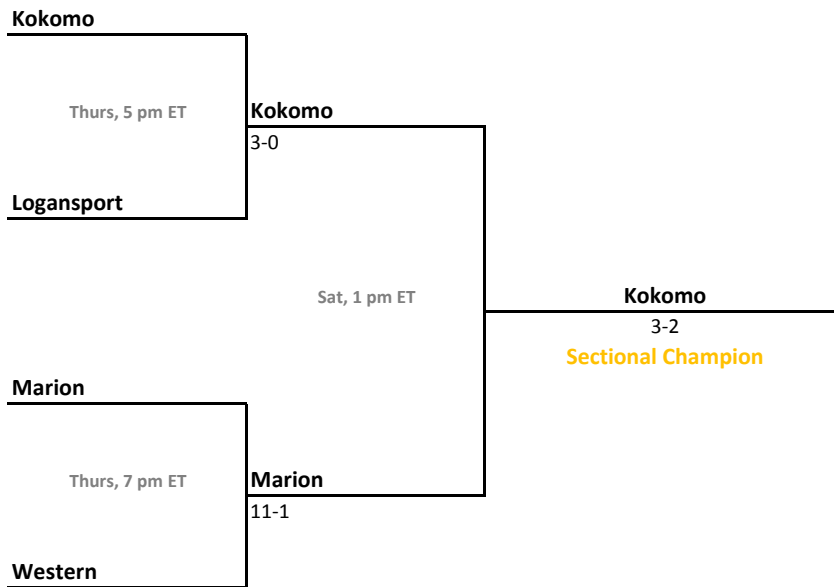 Kokomo
Thurs, 5 pm ET
Kokomo
3-0
Logansport
Sat, 1 pm ET
Kokomo
3-2
Sectional Champion
Marion
Thurs, 7 pm ET
Marion
11-1
Western